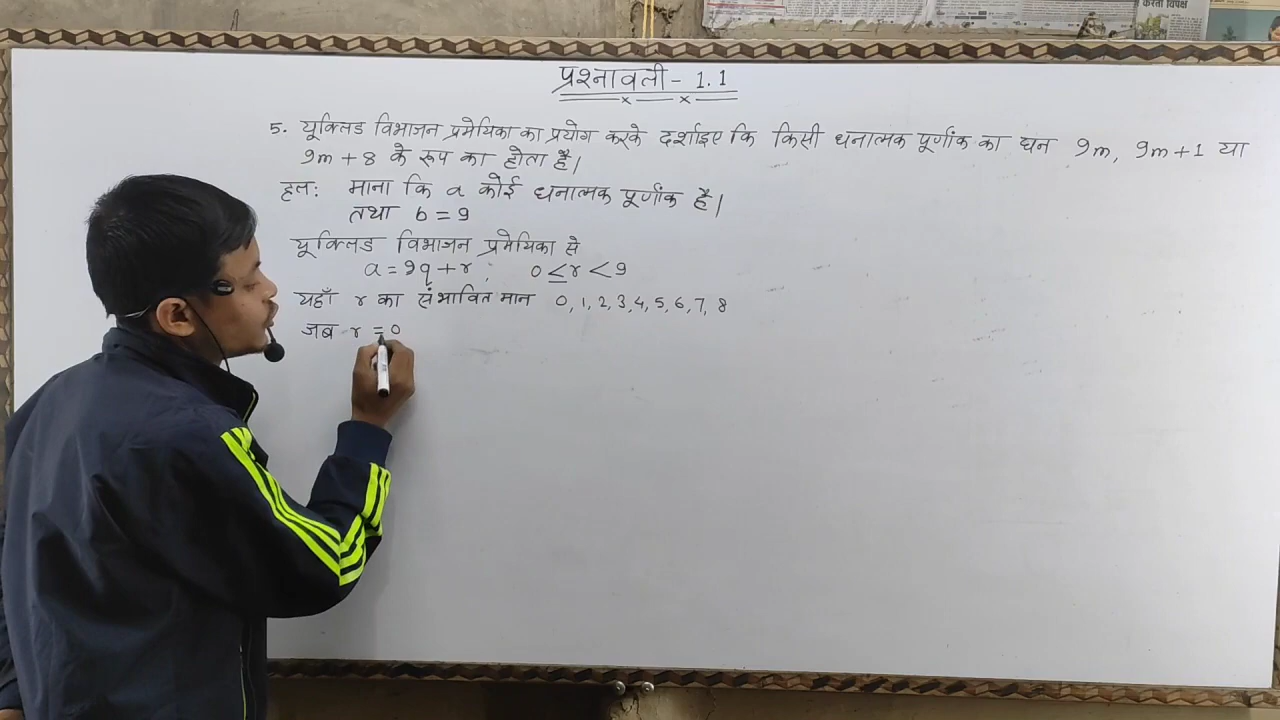 करता विपक्ष
प्रश्नावली - 1.1
5. यूक्लिड विभाजन प्रमेयिका का प्रयोग करके दर्शाइए कि किसी धनात्मक पूर्णांक का घन 9m, 9m+1 या
9m+8 के रूप का होता है।
हल: माना कि a कोई धनात्मक पूर्णांक है।
तथा b = 9
यूक्लिड विभाजन प्रमेयिका से
a = 9q + r, 0 ≤ r < 9
यहाँ r का संभावित मान 0, 1, 2, 3, 4, 5, 6, 7, 8
जब r = 0